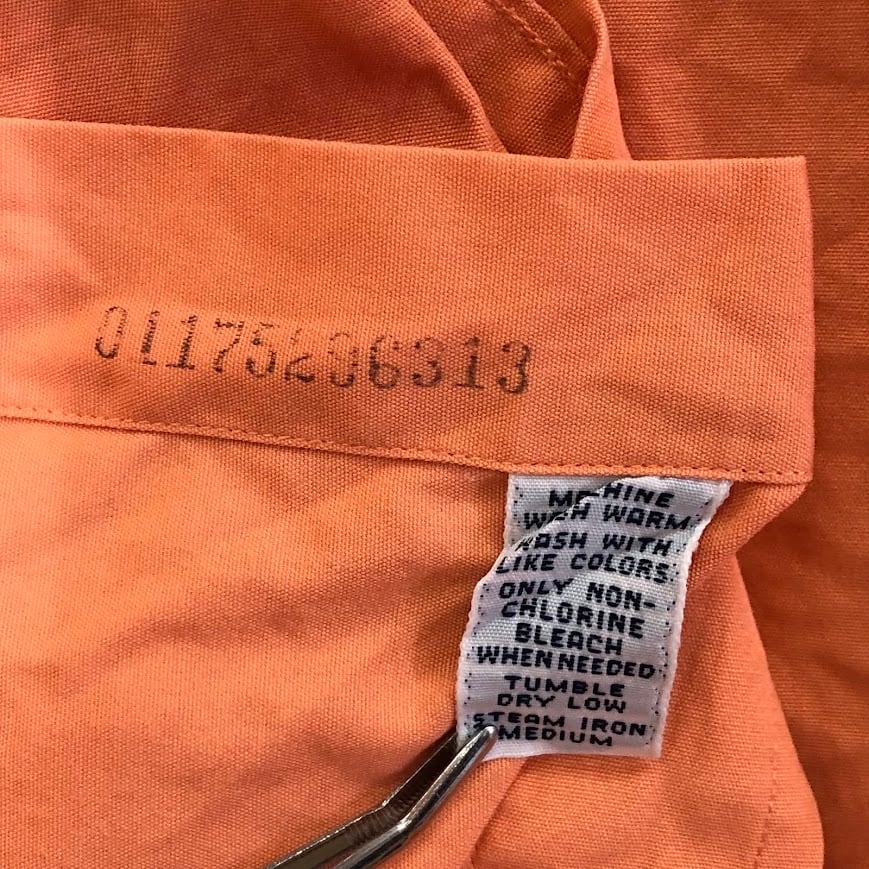 01175206313
MACHINE
WASH WARM
WASH WITH
LIKE COLORS
ONLY NON-
CHLORINE
BLEACH
WHEN NEEDED
TUMBLE
DRY LOW
STEAM IRON
MEDIUM